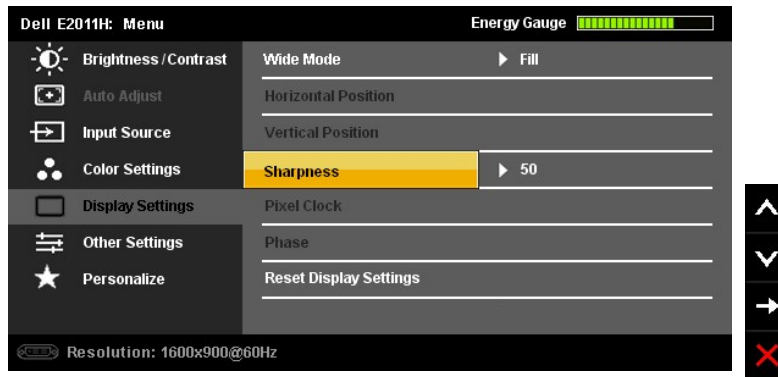 Dell E2011H: Menu
Energy Gauge
Brightness / Contrast
Wide Mode
Fill
Auto Adjust
Horizontal Position
Input Source
Vertical Position
Color Settings
Sharpness
50
Display Settings
Pixel Clock
Other Settings
Phase
Personalize
Reset Display Settings
Resolution: 1600x900@60Hz